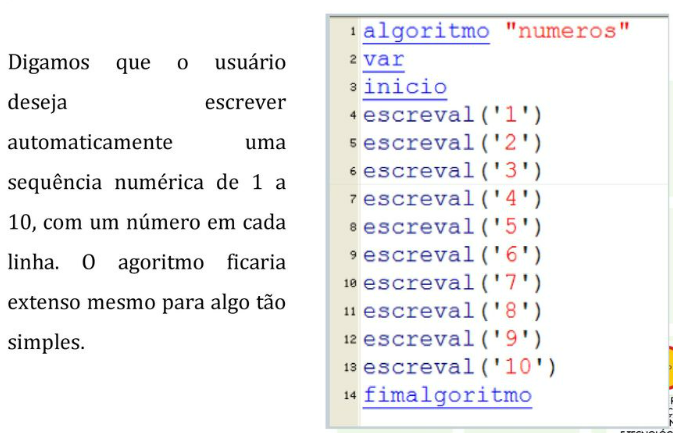 Digamos que o usuário
deseja escrever
automaticamente uma
sequência numérica de 1 a
10, com um número em cada
linha. O agoritmo ficaria
extenso mesmo para algo tão
simples.
1 algoritmo "numeros"
2 var
3 inicio
4 escreval('1')
5 escreval('2')
6 escreval('3')
7 escreval('4')
8 escreval('5')
9 escreval('6')
10 escreval('7')
11 escreval('8')
12 escreval('9')
13 escreval('10')
14 fimalgoritmo